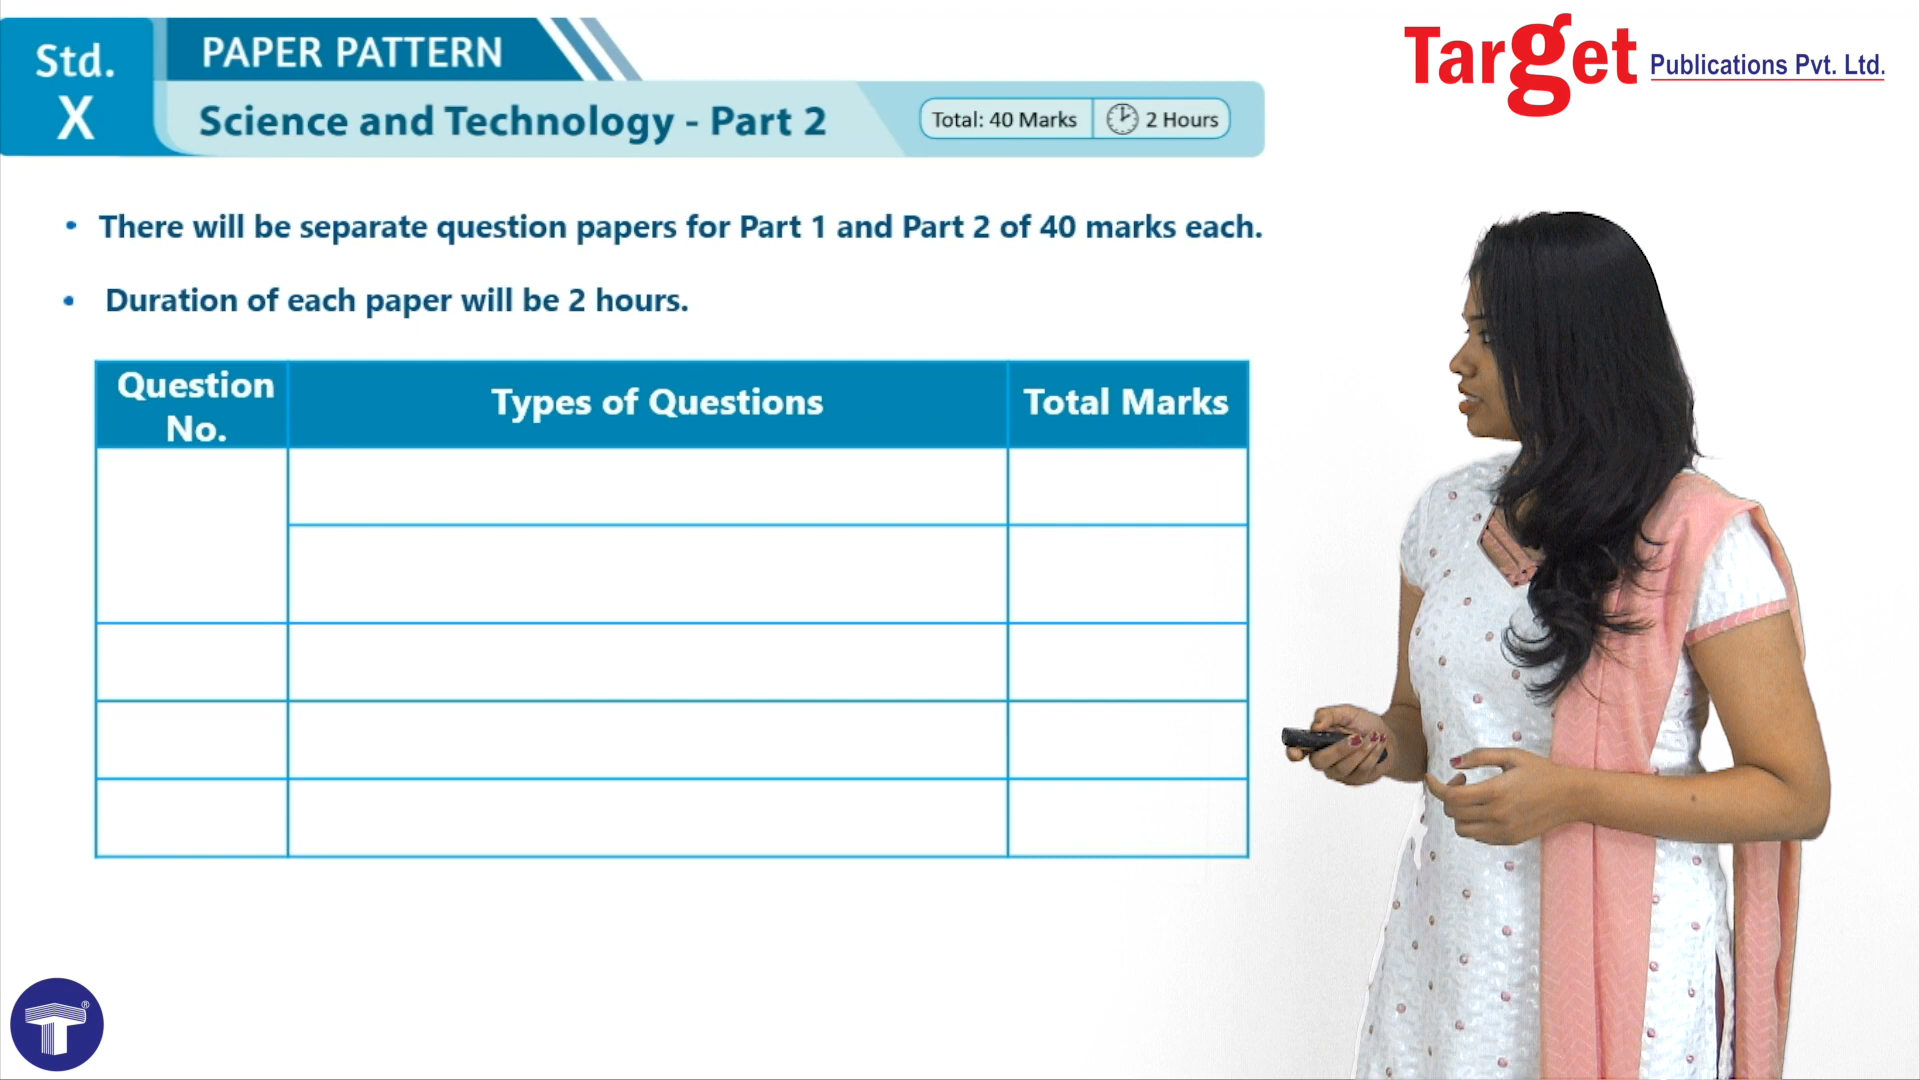 Std.
X
PAPER PATTERN
Science and Technology - Part 2
Total: 40 Marks
2 Hours
Target Publications Pvt. Ltd.
• There will be separate question papers for Part 1 and Part 2 of 40 marks each.
• Duration of each paper will be 2 hours.
Question
No.
Types of Questions
Total Marks
T®